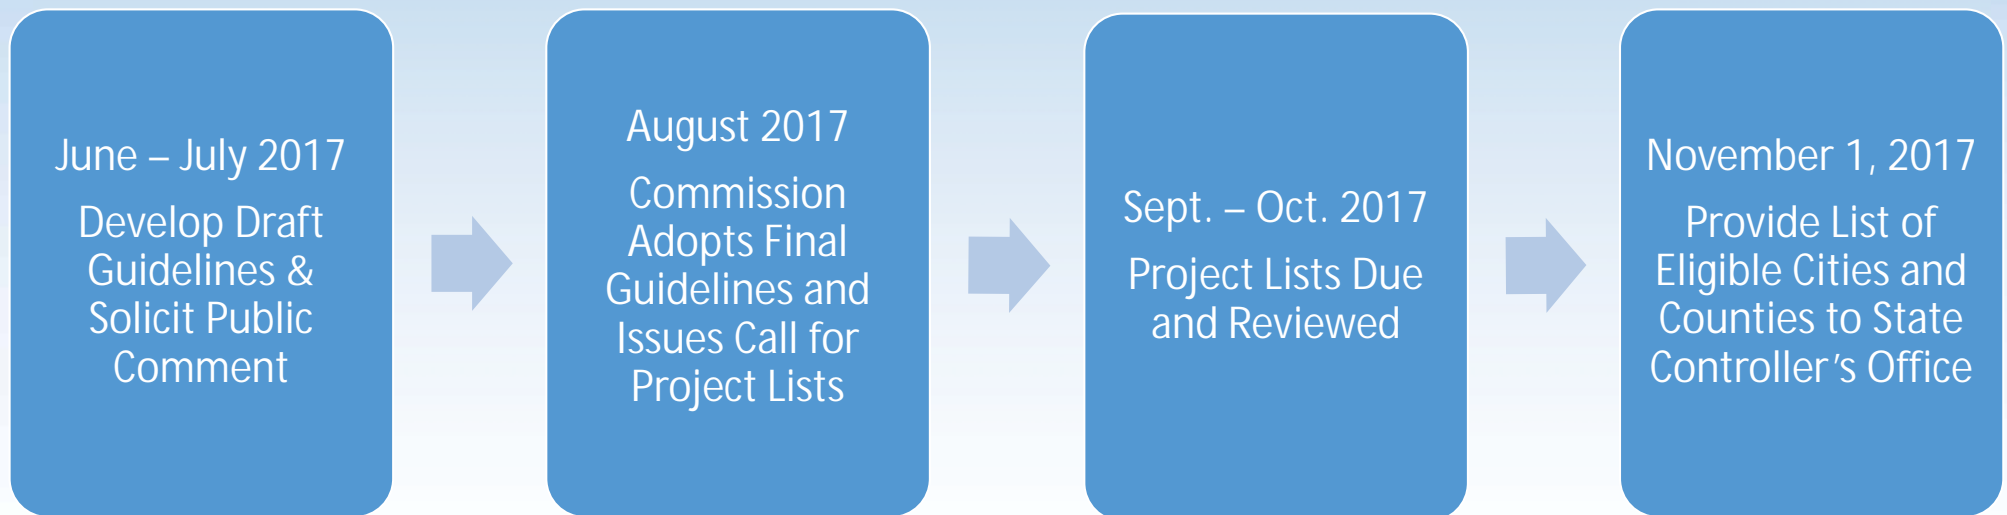 June – July 2017
Develop Draft
Guidelines &
Solicit Public
Comment
August 2017
Commission
Adopts Final
Guidelines and
Issues Call for
Project Lists
Sept. – Oct. 2017
Project Lists Due
and Reviewed
November 1, 2017
Provide List of
Eligible Cities and
Counties to State
Controller’s Office